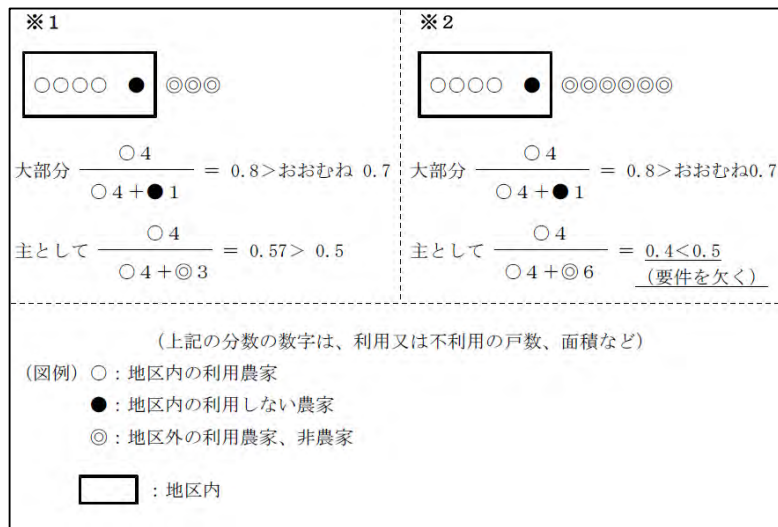 ※1
○○○○ ● ◎◎◎
大部分 ○4 / ○4+●1 = 0.8>おおむね 0.7
主として ○4 / ○4+◎3 = 0.57> 0.5
※2
○○○○ ● ◎◎◎◎◎◎
大部分 ○4 / ○4+●1 = 0.8>おおむね0.7
主として ○4 / ○4+◎6 = 0.4<0.5
(要件を欠く)
(上記の分数の数字は、利用又は不利用の戸数、面積など)
(図例) ○:地区内の利用農家
●:地区内の利用しない農家
◎:地区外の利用農家、非農家
:地区内